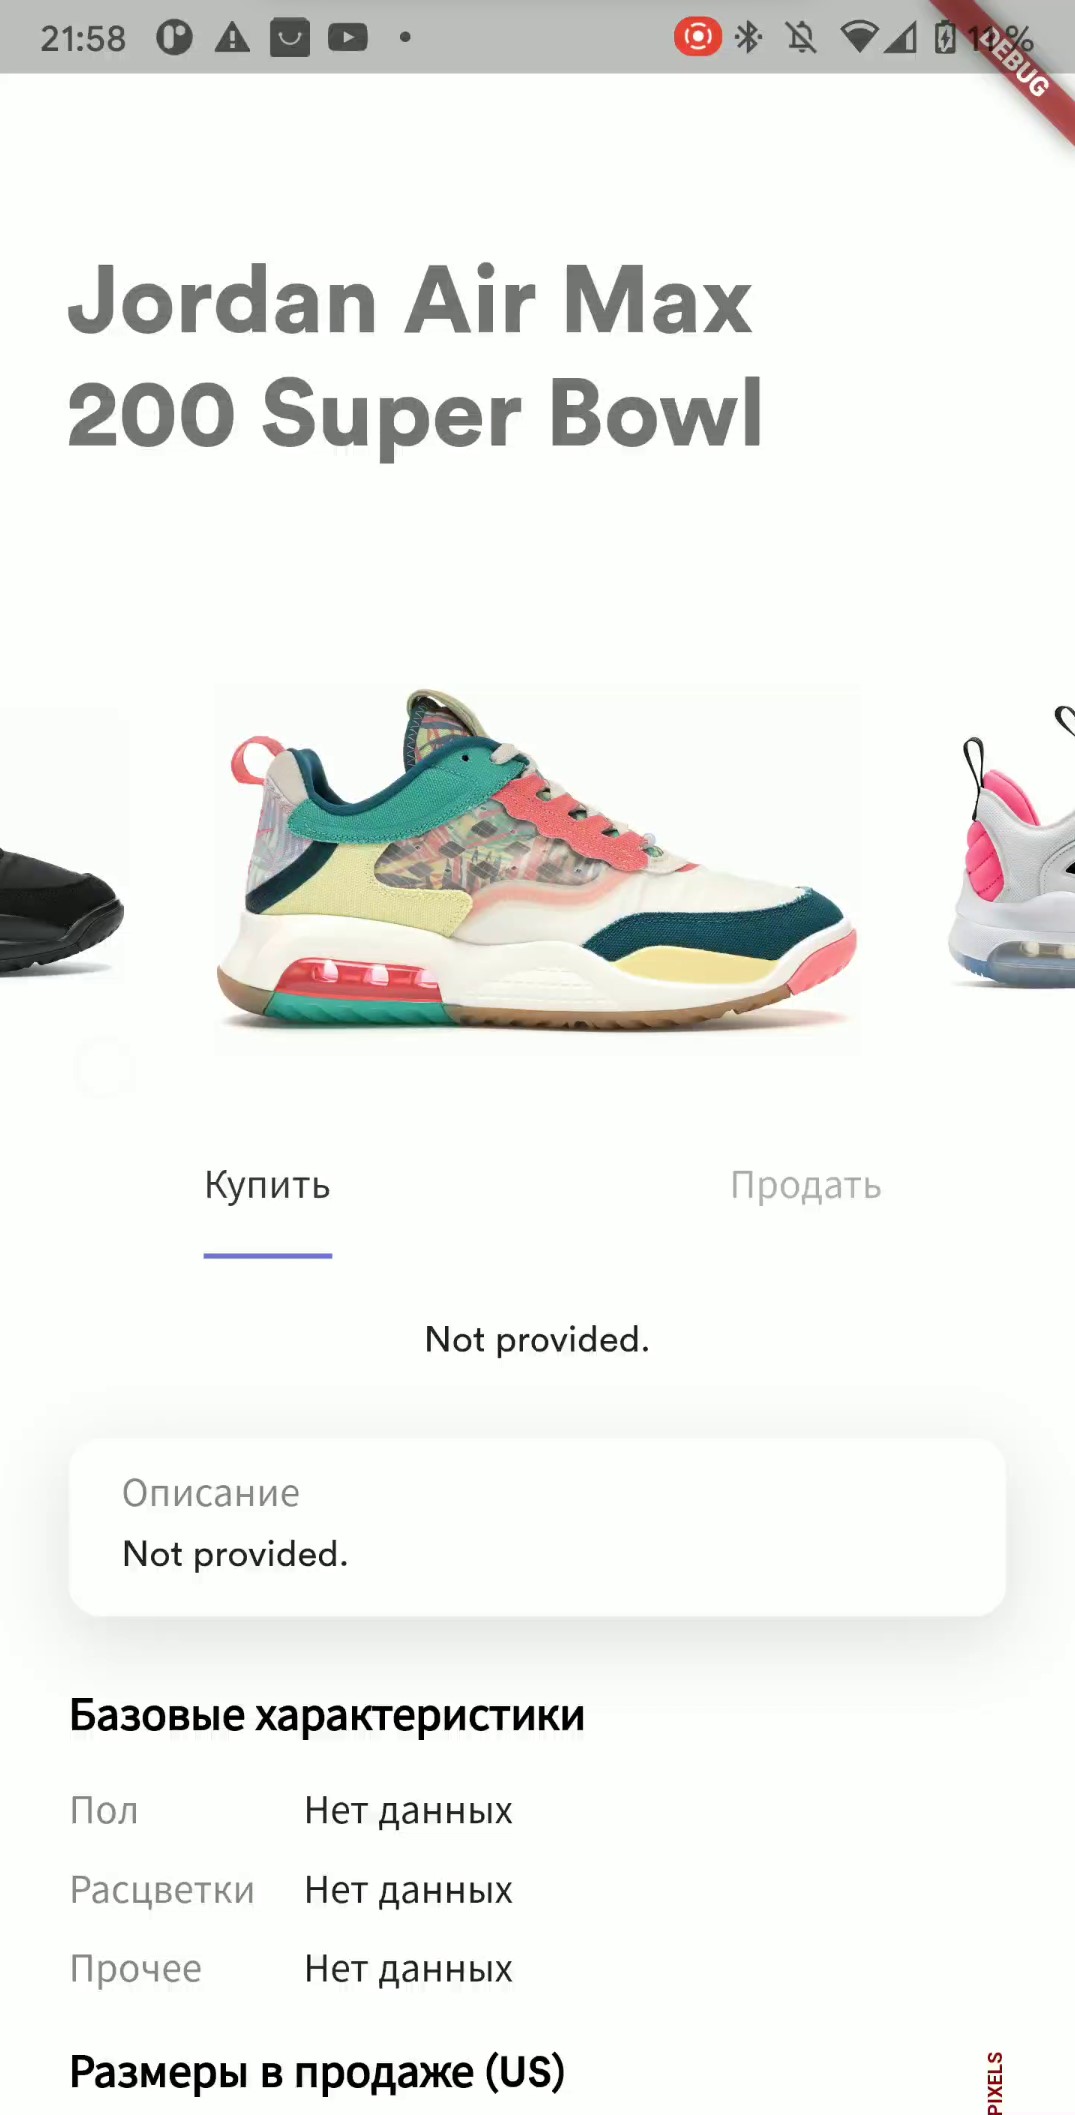 21:58
DEBUG
Jordan Air Max
200 Super Bowl
Купить
Продать
Not provided.
Описание
Not provided.
Базовые характеристики
Пол
Нет данных
Расцветки
Нет данных
Прочее
Нет данных
Размеры в продаже (US)
PIXELS